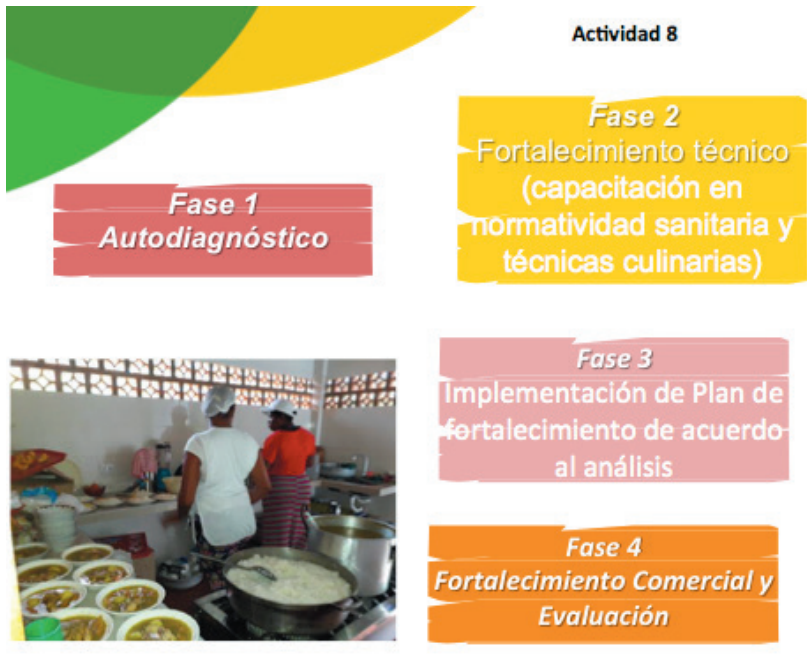 Actividad 8
Fase 1
Autodiagnóstico
Fase 2
Fortalecimiento técnico
(capacitación en
normatividad sanitaria y
técnicas culinarias)
Fase 3
Implementación de Plan de
fortalecimiento de acuerdo
al análisis
Fase 4
Fortalecimiento Comercial y
Evaluación